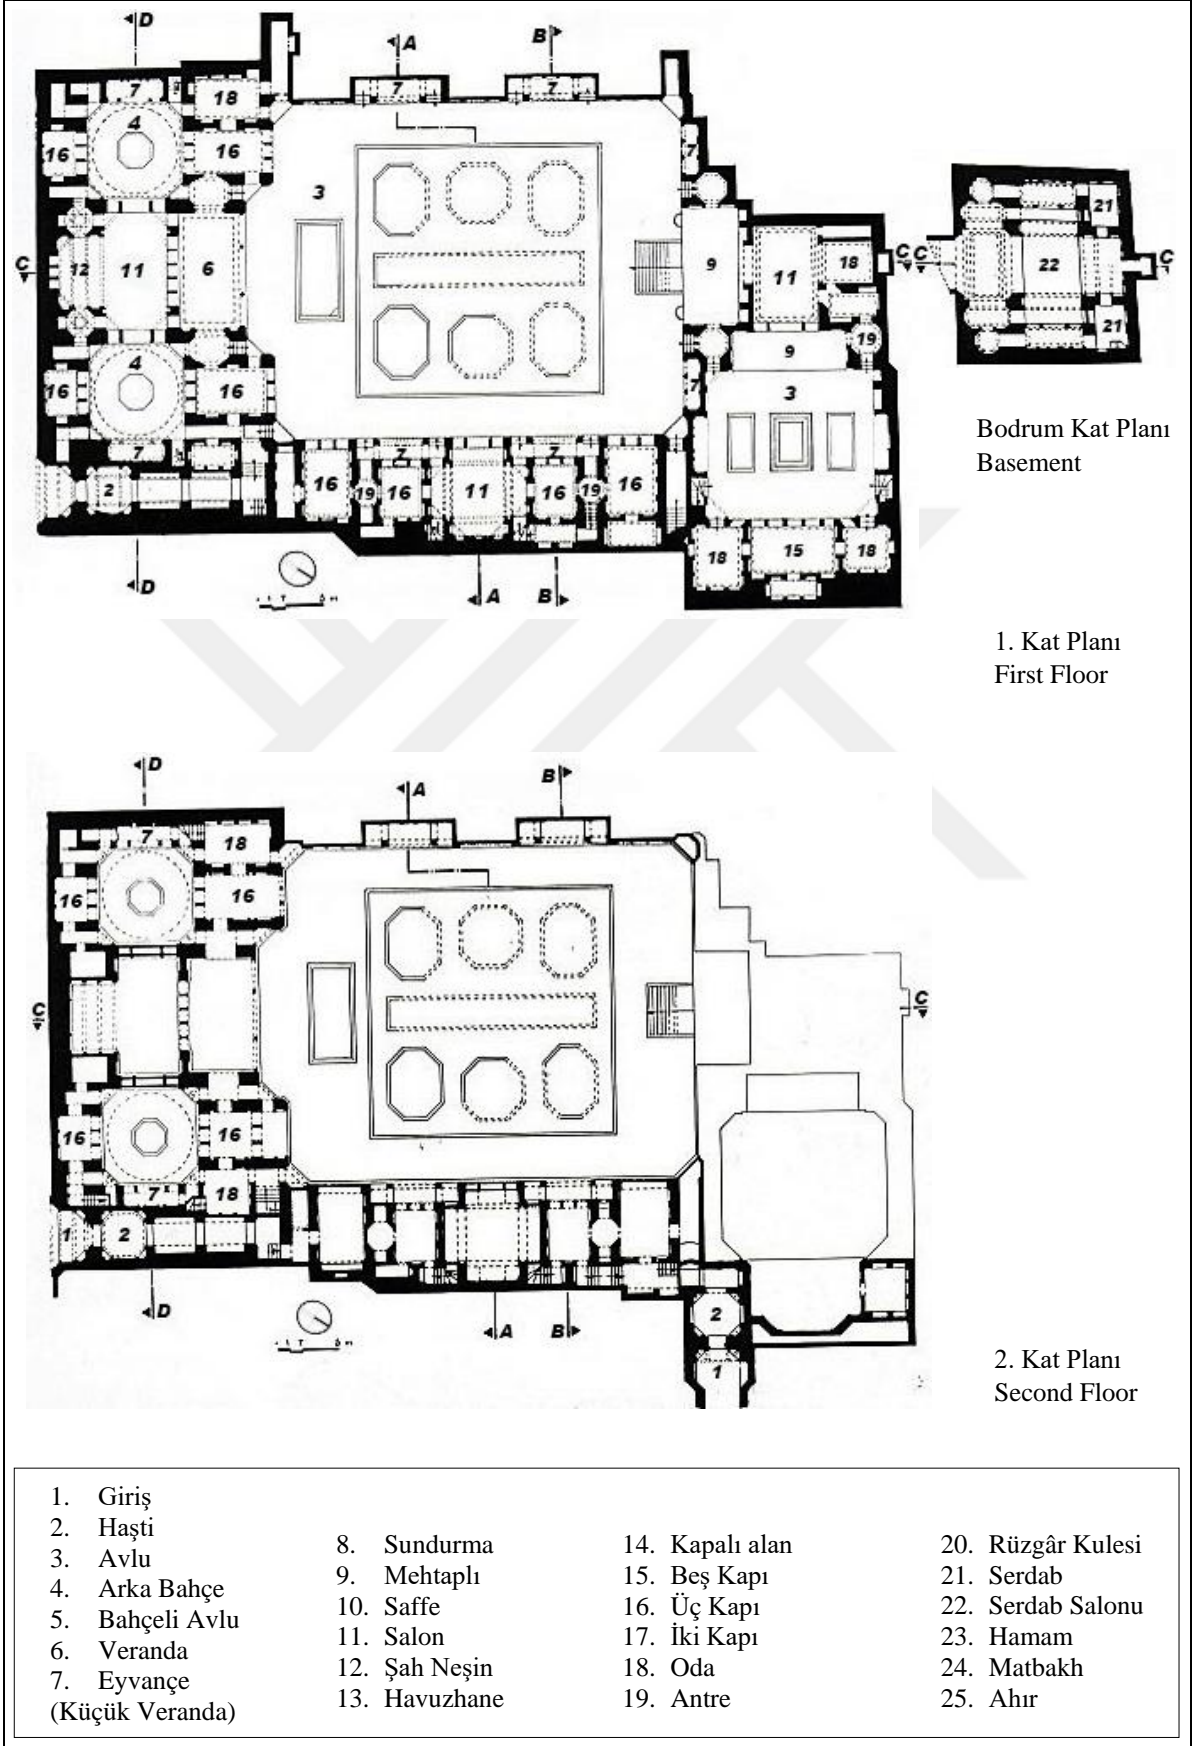 D
A
B
7
18
7
7
4
16
16
3
7
C
12
11
6
9
11
18
C
C
21
22
C
21
4
9
19
16
16
7
3
7
7
7
2
16
19
16
11
16
19
16
18
15
18
D
A
B
Bodrum Kat Planı
Basement
1. Kat Planı
First Floor
D
A
B
7
18
16
16
C
C
16
16
7
18
1
2
2
1
D
A
B
2. Kat Planı
Second Floor
1. Giriş
2. Haşti
3. Avlu
4. Arka Bahçe
5. Bahçeli Avlu
6. Veranda
7. Eyvançe
(Küçük Veranda)
8. Sundurma
9. Mehtaplı
10. Saffe
11. Salon
12. Şah Neşin
13. Havuzhane
14. Kapalı alan
15. Beş Kapı
16. Üç Kapı
17. İki Kapı
18. Oda
19. Antre
20. Rüzgâr Kulesi
21. Serdab
22. Serdab Salonu
23. Hamam
24. Matbakh
25. Ahır